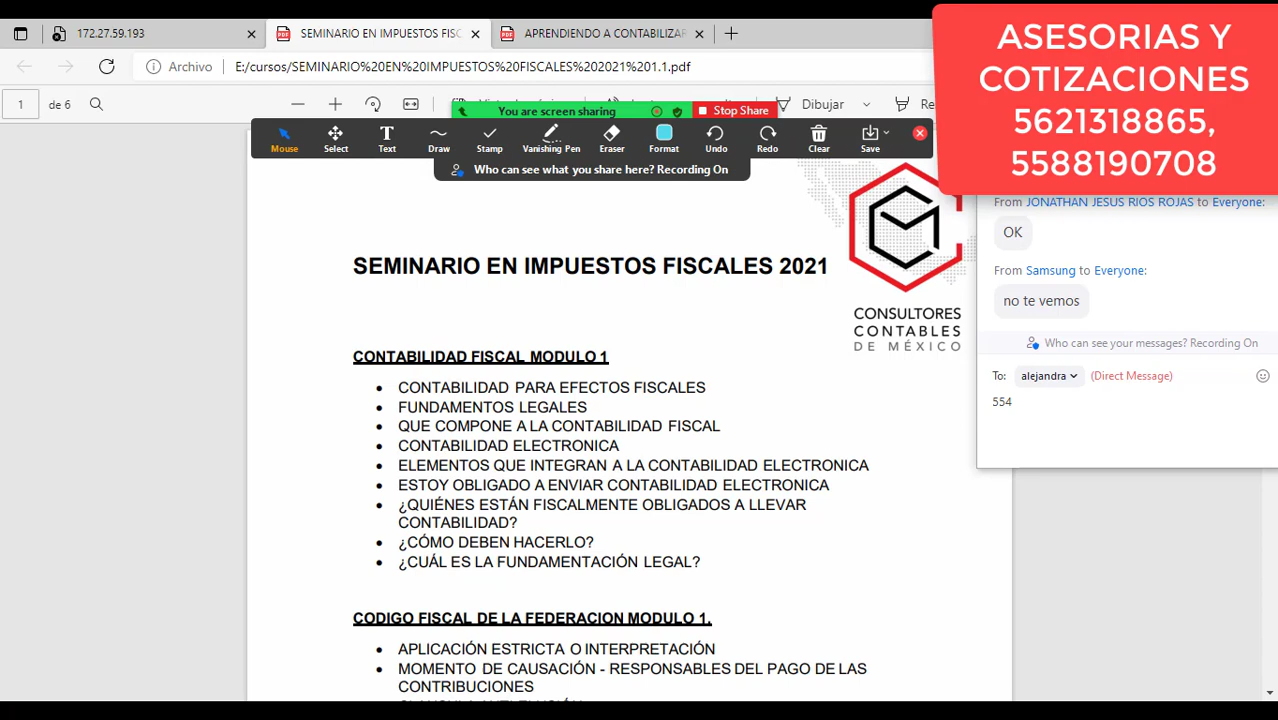 172.27.59.193
SEMINARIO EN IMPUESTOS FISC
APRENDIENDO A CONTABILIZAR
Archivo
E:/cursos/SEMINARIO%20EN%20IMPUESTOS%20FISCALES%202021%201.1.pdf
1 de 6
Dibujar
You are screen sharing
Stop Share
Mouse Select Text Draw Stamp Vanishing Pen Eraser Format Undo Redo Clear Save
Who can see what you share here? Recording On
ASESORIAS Y
COTIZACIONES
5621318865,
5588190708
SEMINARIO EN IMPUESTOS FISCALES 2021
CONSULTORES
CONTABLES
DE MÉXICO
CONTABILIDAD FISCAL MODULO 1
• CONTABILIDAD PARA EFECTOS FISCALES
• FUNDAMENTOS LEGALES
• QUE COMPONE A LA CONTABILIDAD FISCAL
• CONTABILIDAD ELECTRONICA
• ELEMENTOS QUE INTEGRAN A LA CONTABILIDAD ELECTRONICA
• ESTOY OBLIGADO A ENVIAR CONTABILIDAD ELECTRONICA
• ¿QUIÉNES ESTÁN FISCALMENTE OBLIGADOS A LLEVAR
CONTABILIDAD?
• ¿CÓMO DEBEN HACERLO?
• ¿CUÁL ES LA FUNDAMENTACIÓN LEGAL?
CODIGO FISCAL DE LA FEDERACION MODULO 1.
• APLICACIÓN ESTRICTA O INTERPRETACIÓN
• MOMENTO DE CAUSACIÓN - RESPONSABLES DEL PAGO DE LAS
CONTRIBUCIONES
From JONATHAN JESUS RIOS ROJAS to Everyone:
OK
From Samsung to Everyone:
no te vemos
Who can see your messages? Recording On
To: alejandra (Direct Message)
554